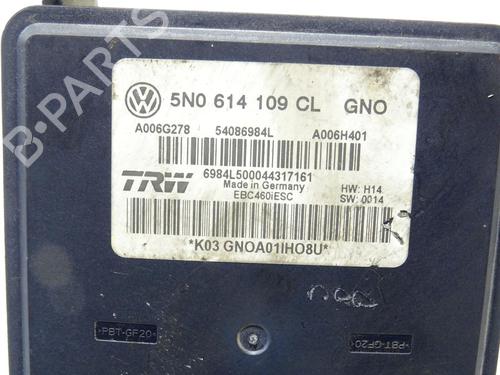 5N0 614 109 CL GNO
A006G278 54086984L A006H401
TRW 6984L500044317161
Made in Germany HW: H14
EBC460iESC SW: 0014
*K03 GNOA01IHO8U*
>PBT-GF20< >PBT-GF20<